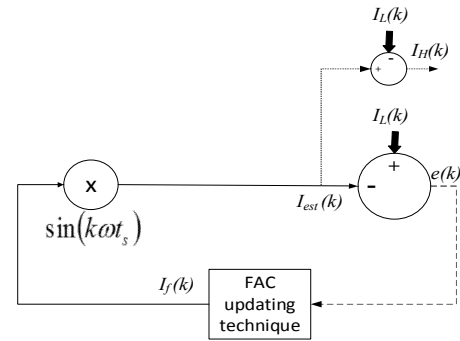 I_L(k)
- I_H(k)
+
I_L(k)
+
e(k)
x
-
sin(kωt_s)
I_est(k)
I_f(k)
FAC
updating
technique